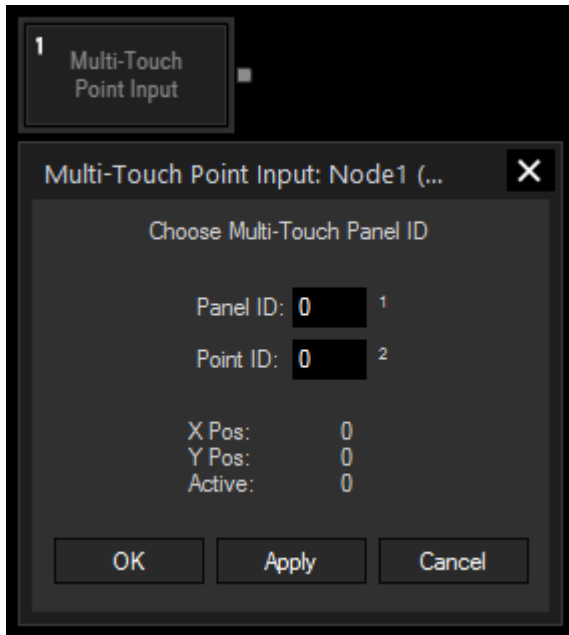 1
Multi-Touch
Point Input
Multi-Touch Point Input: Node1 (...
Choose Multi-Touch Panel ID
Panel ID: 0 1
Point ID: 0 2
X Pos: 0
Y Pos: 0
Active: 0
OK Apply Cancel